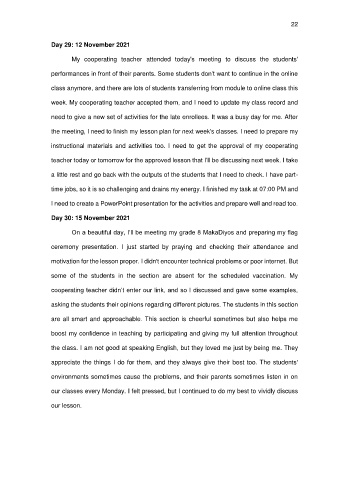 22
Day 29: 12 November 2021
My cooperating teacher attended today's meeting to discuss the students'
performances in front of their parents. Some students don't want to continue in the online
class anymore, and there are lots of students transferring from module to online class this
week. My cooperating teacher accepted them, and I need to update my class record and
need to give a new set of activities for the late enrollees. It was a busy day for me. After
the meeting, I need to finish my lesson plan for next week's classes. I need to prepare my
instructional materials and activities too. I need to get the approval of my cooperating
teacher today or tomorrow for the approved lesson that I'll be discussing next week. I take
a little rest and go back with the outputs of the students that I need to check. I have part-
time jobs, so it is so challenging and drains my energy. I finished my task at 07:00 PM and
I need to create a PowerPoint presentation for the activities and prepare well and read too.
Day 30: 15 November 2021
On a beautiful day, I'll be meeting my grade 8 MakaDiyos and preparing my flag
ceremony presentation. I just started by praying and checking their attendance and
motivation for the lesson proper. I didn't encounter technical problems or poor internet. But
some of the students in the section are absent for the scheduled vaccination. My
cooperating teacher didn't enter our link, and so I discussed and gave some examples,
asking the students their opinions regarding different pictures. The students in this section
are all smart and approachable. This section is cheerful sometimes but also helps me
boost my confidence in teaching by participating and giving my full attention throughout
the class. I am not good at speaking English, but they loved me just by being me. They
appreciate the things I do for them, and they always give their best too. The students'
environments sometimes cause the problems, and their parents sometimes listen in on
our classes every Monday. I felt pressed, but I continued to do my best to vividly discuss
our lesson.